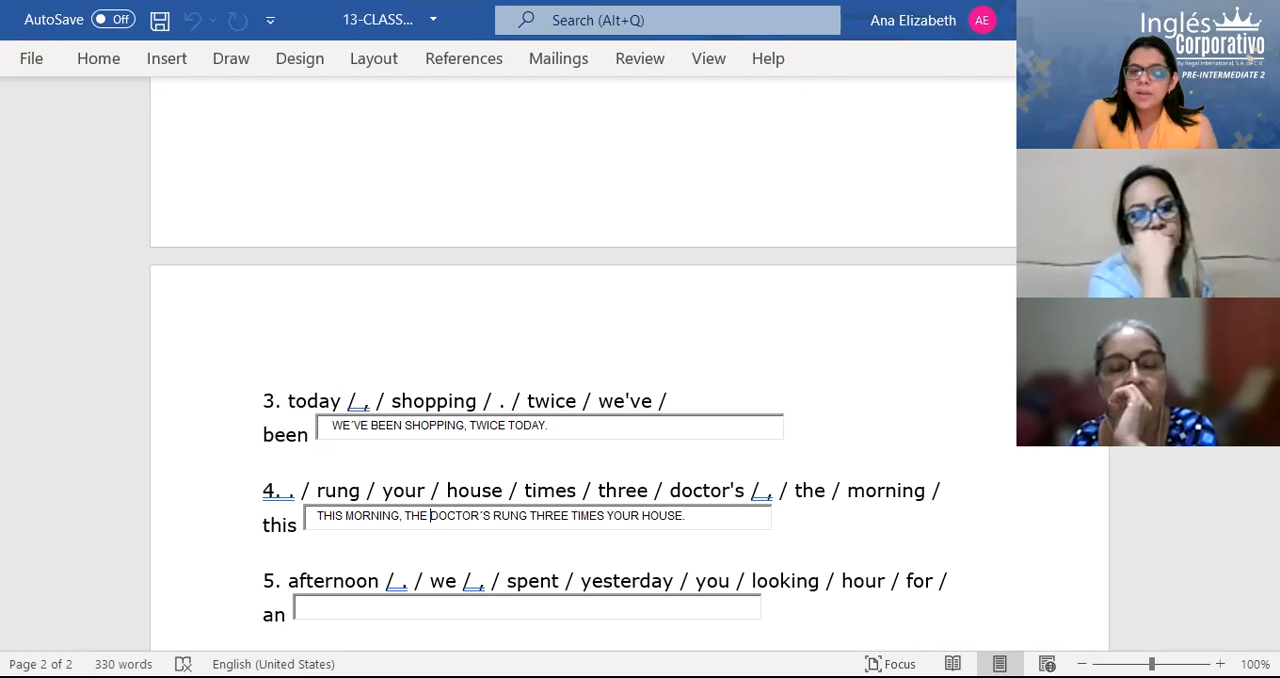 AutoSave Off 13-CLASS... Search (Alt+Q) Ana Elizabeth AE
File Home Insert Draw Design Layout References Mailings Review View Help
Inglés
Corporativo
By Regal International, S.A. de C.V.
PRE-INTERMEDIATE 2
3. today / , / shopping / . / twice / we've /
been WE´VE BEEN SHOPPING, TWICE TODAY.
4. . / rung / your / house / times / three / doctor's / , / the / morning /
this THIS MORNING, THE DOCTOR´S RUNG THREE TIMES YOUR HOUSE.
5. afternoon / . / we / , / spent / yesterday / you / looking / hour / for /
an
Page 2 of 2 330 words English (United States) Focus 100%